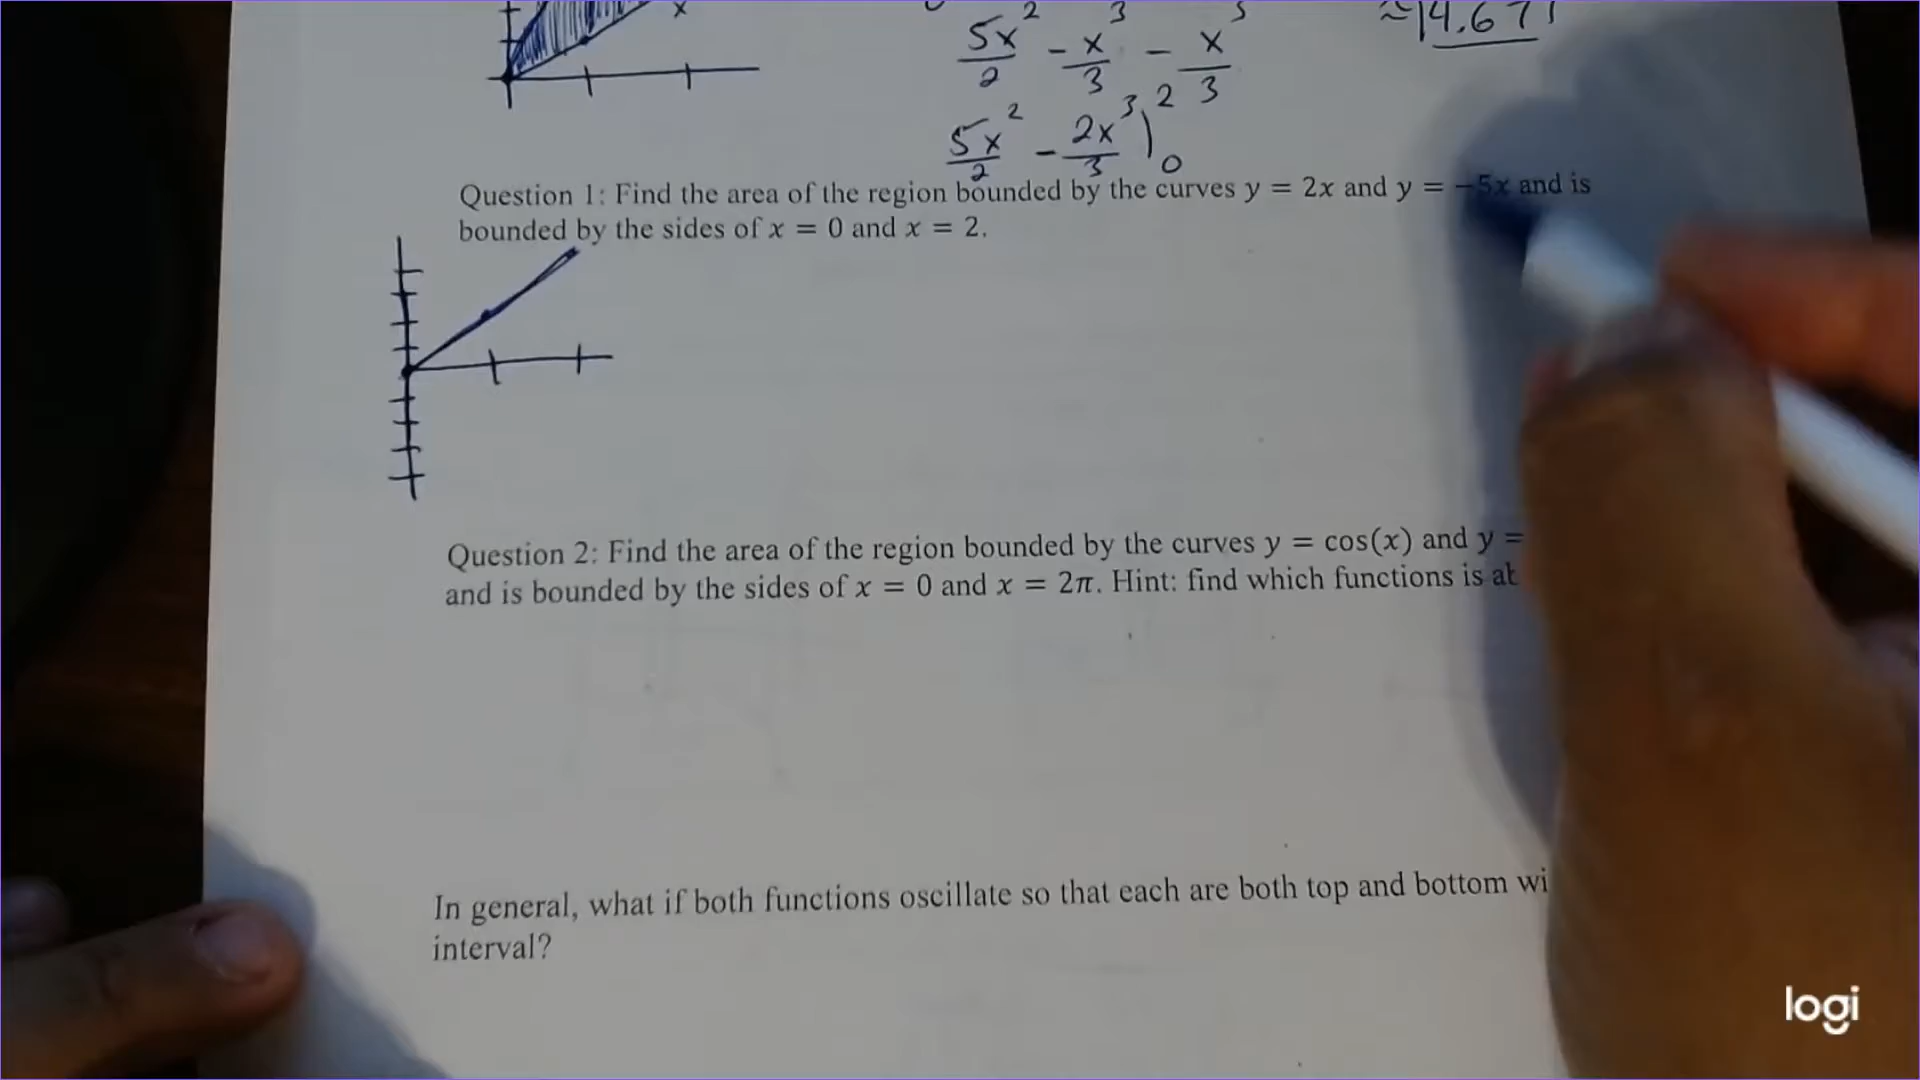 x
5x² - x³ - x³
2 3 3
≈14.67
5x² - 2x³ |²₀
2 3
Question 1: Find the area of the region bounded by the curves y = 2x and y = −5x and is
bounded by the sides of x = 0 and x = 2.
Question 2: Find the area of the region bounded by the curves y = cos(x) and y =
and is bounded by the sides of x = 0 and x = 2π. Hint: find which functions is
In general, what if both functions oscillate so that each are both top and bottom
interval?
logi